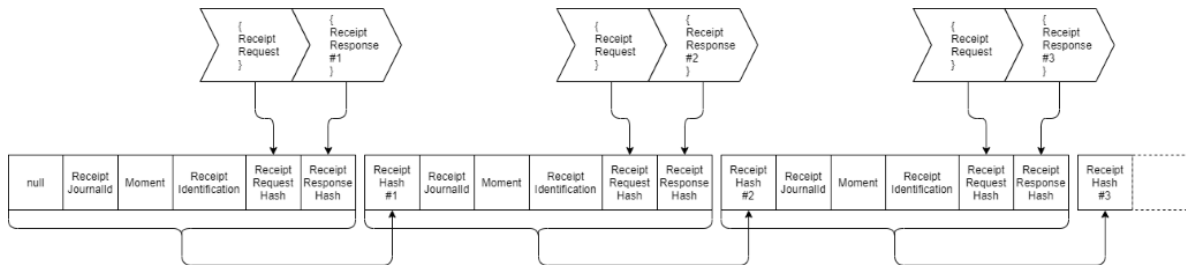 {
Receipt
Request
}
{
Receipt
Response
#1
}
{
Receipt
Request
}
{
Receipt
Response
#2
}
{
Receipt
Request
}
{
Receipt
Response
#3
}
null
Receipt
JournalId
Moment
Receipt
Identification
Receipt
Request
Hash
Receipt
Response
Hash
Receipt
Hash
#1
Receipt
JournalId
Moment
Receipt
Identification
Receipt
Request
Hash
Receipt
Response
Hash
Receipt
Hash
#2
Receipt
JournalId
Moment
Receipt
Identification
Receipt
Request
Hash
Receipt
Response
Hash
Receipt
Hash
#3